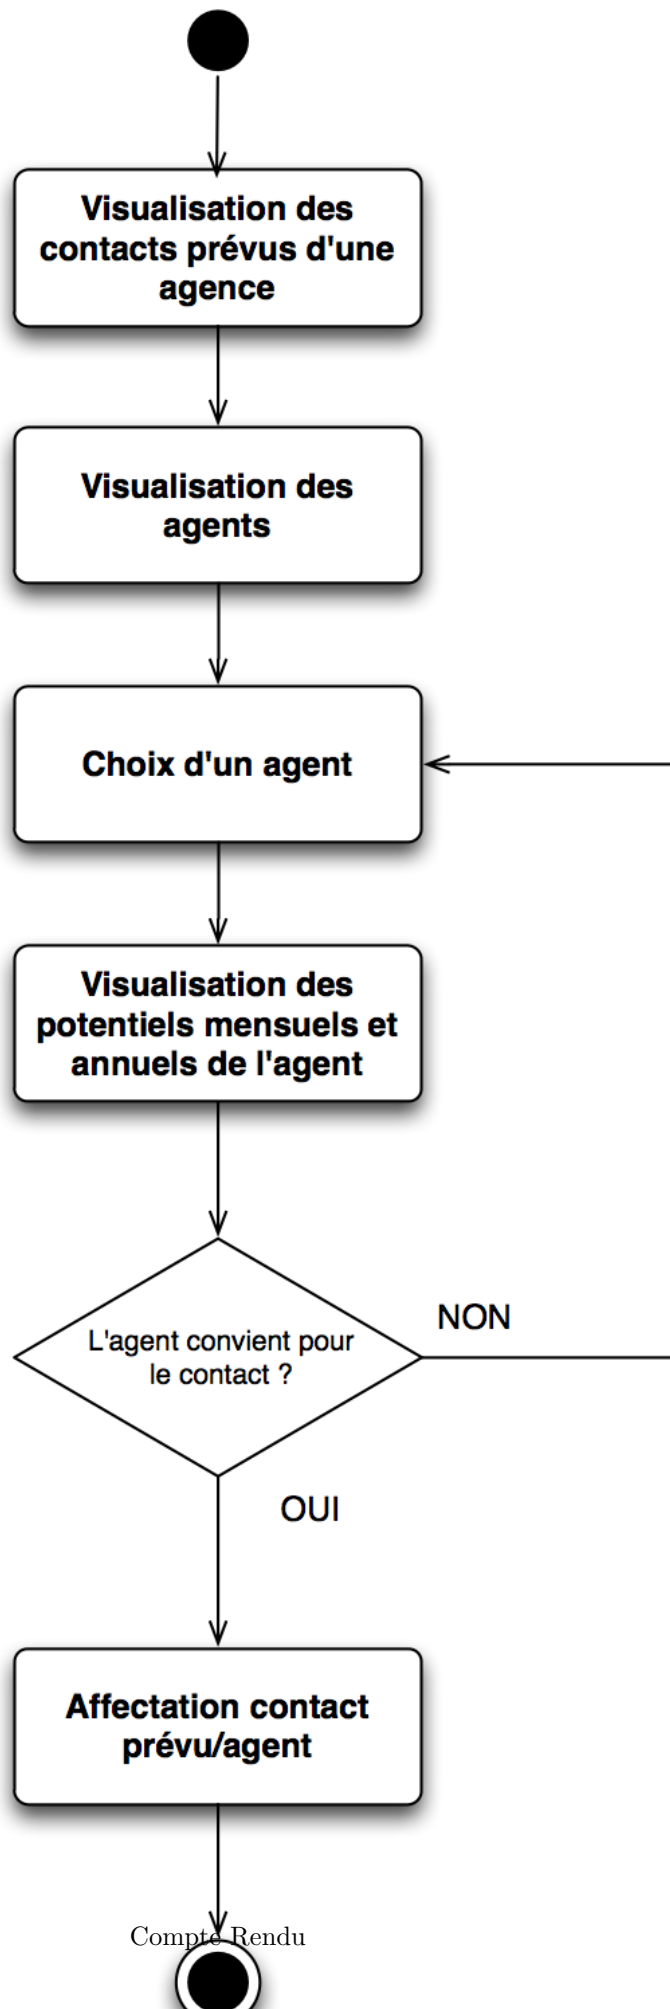 Visualisation des
contacts prévus d'une
agence
Visualisation des
agents
Choix d'un agent
Visualisation des
potentiels mensuels et
annuels de l'agent
L'agent convient pour
le contact ?
NON
OUI
Affectation contact
prévu/agent
Compte Rendu